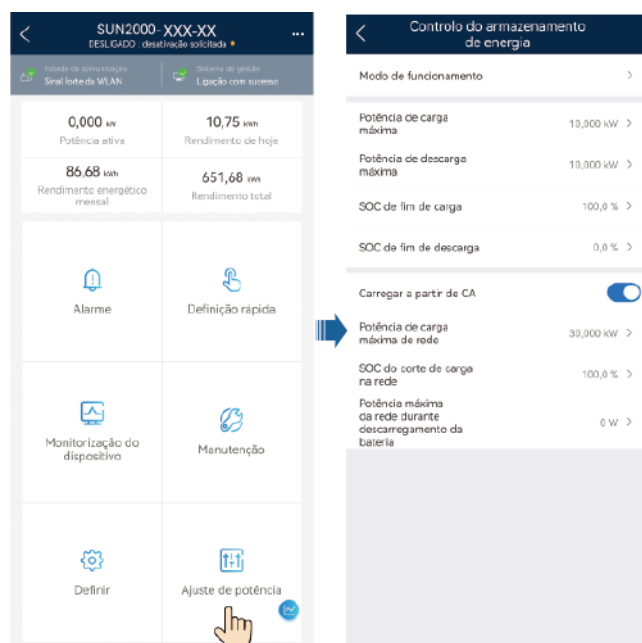 SUN2000-XXX-XX
DESLIGADO : desativação solicitada
Estado da comunicação
Sinal forte da WLAN
Sistema de gestão
Ligação com sucesso
0,000 kW
Potência ativa
10,75 kWh
Rendimento de hoje
86,68 kWh
Rendimento energético
mensal
651,68 kWh
Rendimento total
Alarme
Definição rápida
Monitorização do
dispositivo
Manutenção
Definir
Ajuste de potência
Controlo do armazenamento
de energia
Modo de funcionamento
Potência de carga
máxima
10,000 kW
Potência de descarga
máxima
10,000 kW
SOC de fim de carga
100,0 %
SOC de fim de descarga
0,0 %
Carregar a partir de CA
Potência de carga
máxima de rede
30,000 kW
SOC do corte de carga
na rede
100,0 %
Potência máxima
da rede durante
descarregamento da
bateria
0 W